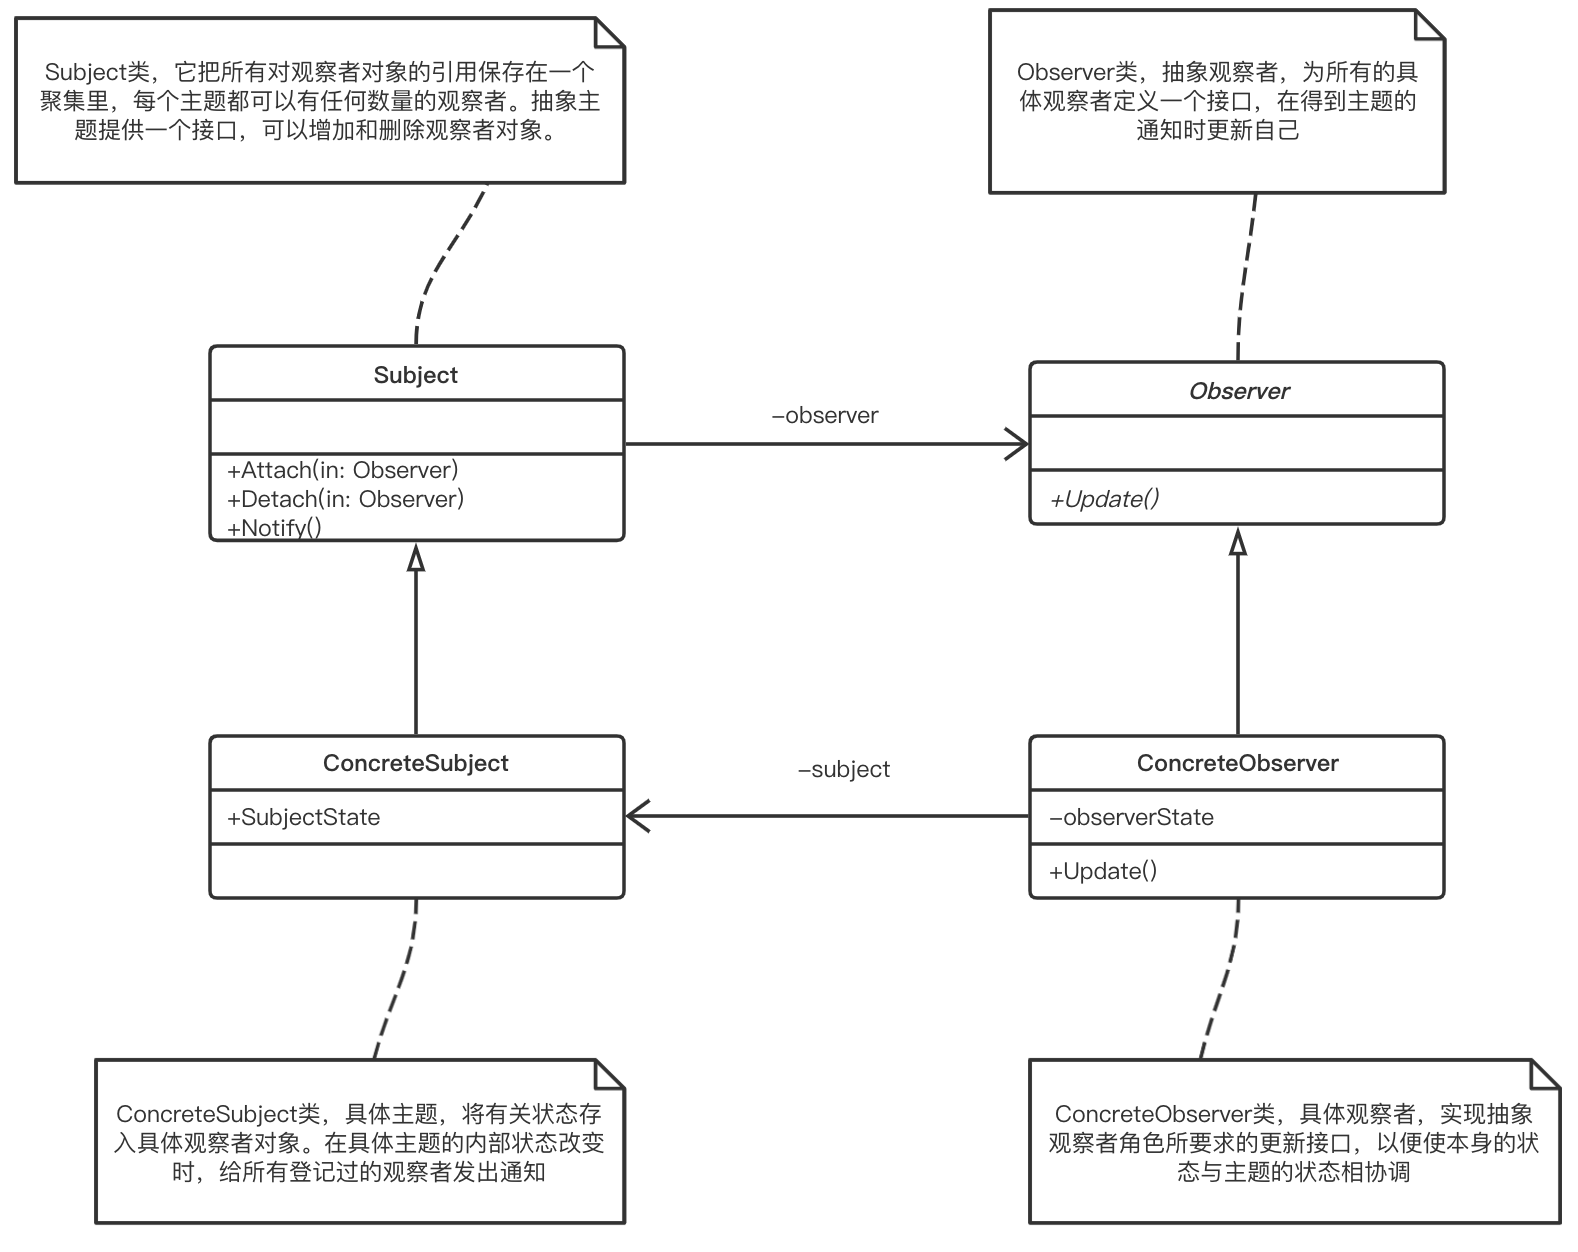 Subject类，它把所有对观察者对象的引用保存在一个
聚集里，每个主题都可以有任何数量的观察者。抽象主
题提供一个接口，可以增加和删除观察者对象。
Observer类，抽象观察者，为所有的具
体观察者定义一个接口，在得到主题的
通知时更新自己
Subject
+Attach(in: Observer)
+Detach(in: Observer)
+Notify()
-observer
Observer
+Update()
ConcreteSubject
+SubjectState
-subject
ConcreteObserver
-observerState
+Update()
ConcreteSubject类，具体主题，将有关状态存
入具体观察者对象。在具体主题的内部状态改变
时，给所有登记过的观察者发出通知
ConcreteObserver类，具体观察者，实现抽象
观察者角色所要求的更新接口，以便使本身的状
态与主题的状态相协调